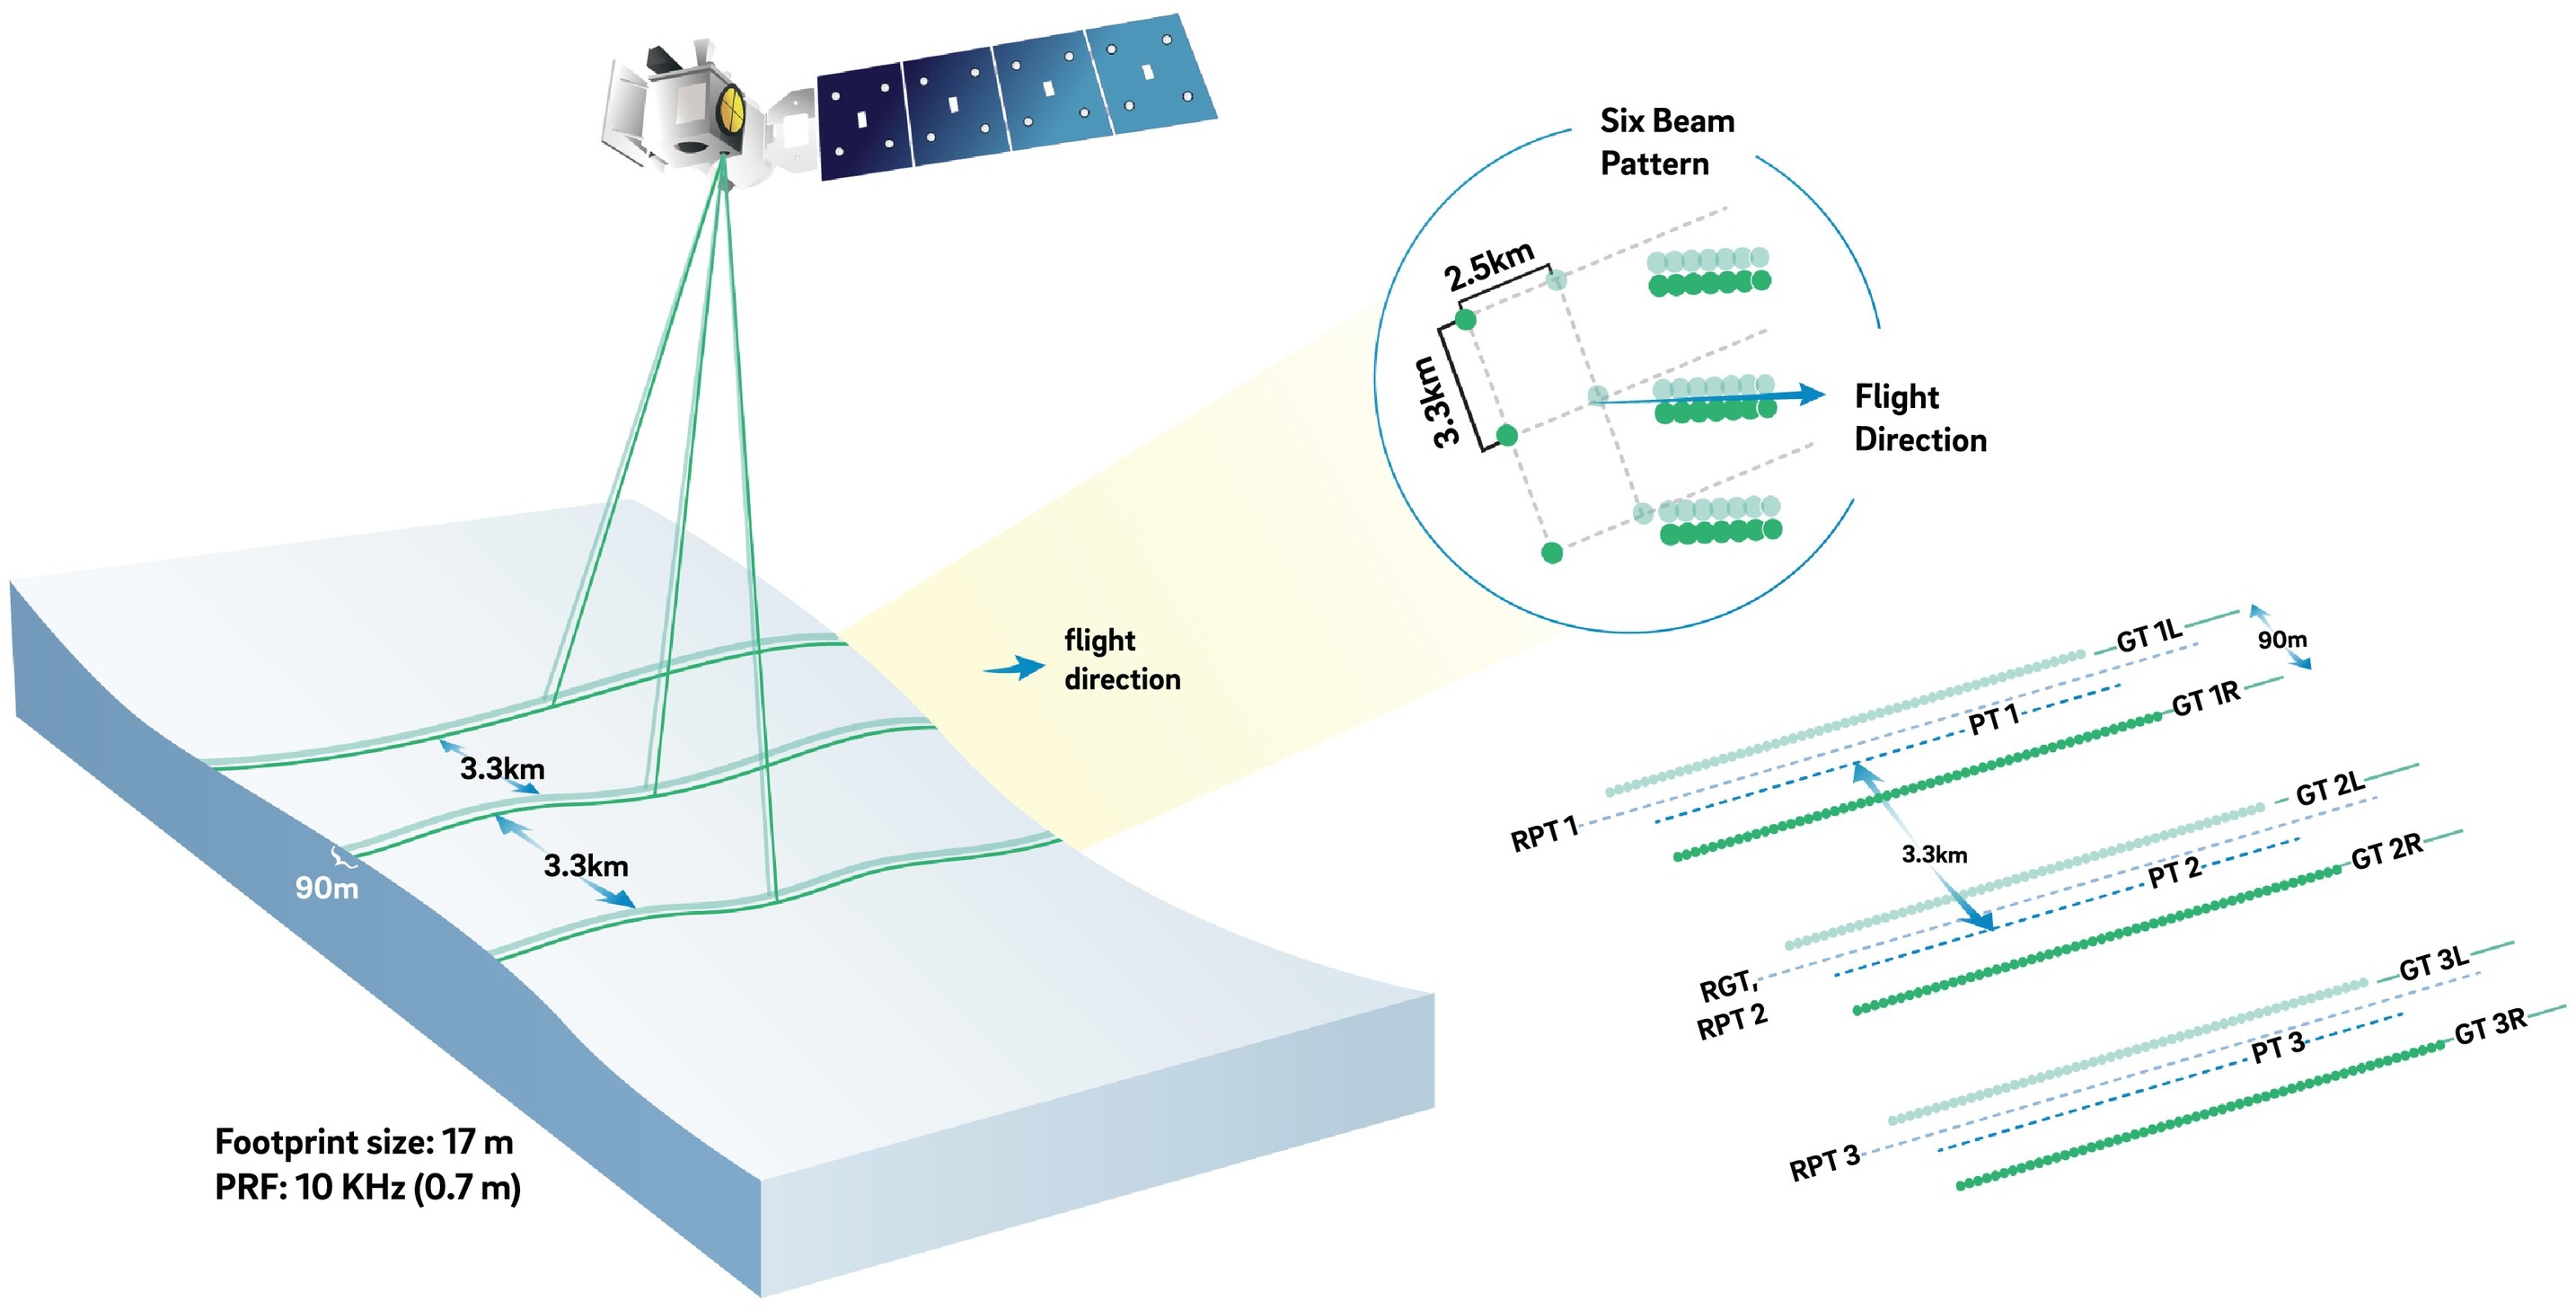 Six Beam
Pattern
2.5km
3.3km
Flight
Direction
flight
direction
3.3km
3.3km
90m
Footprint size: 17 m
PRF: 10 KHz (0.7 m)
GT 1L
90m
PT 1
GT 1R
RPT 1
3.3km
GT 2L
PT 2
GT 2R
RGT,
RPT 2
GT 3L
PT 3
GT 3R
RPT 3